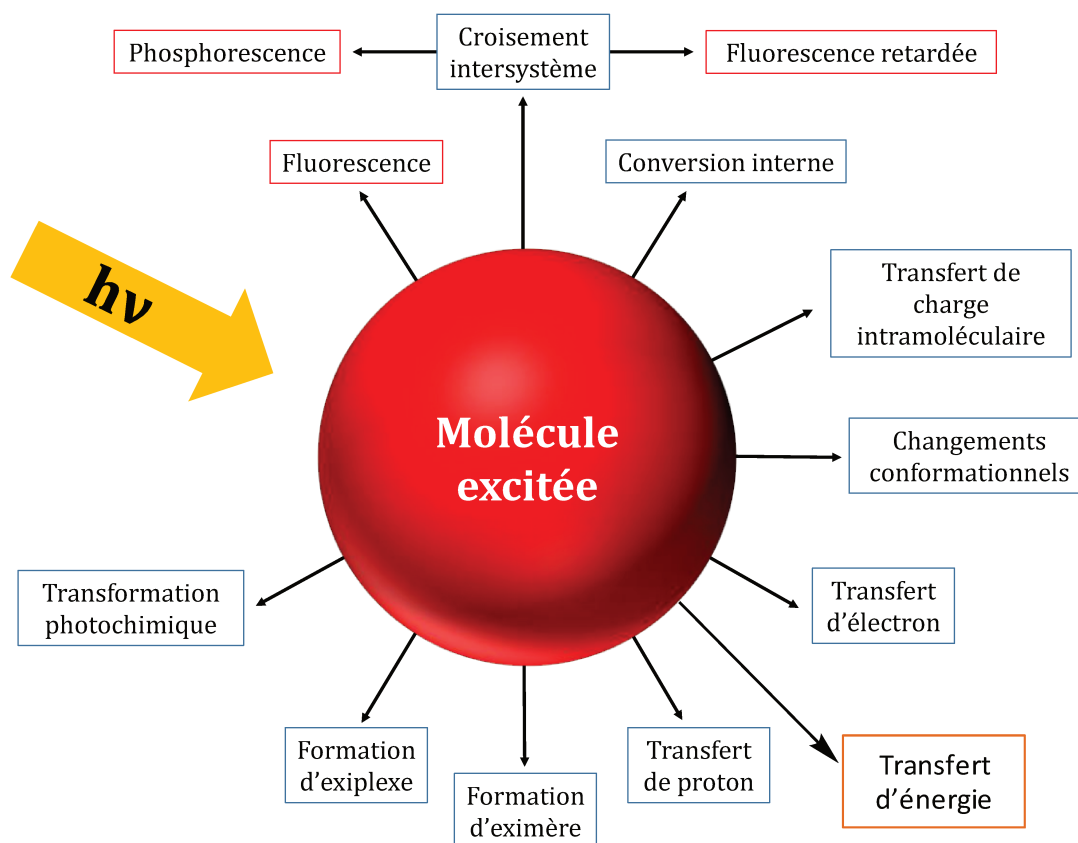 Phosphorescence
Croisement
intersystème
Fluorescence retardée
Fluorescence
Conversion interne
hν
Transfert de
charge
intramoléculaire
Molécule
excitée
Changements
conformationnels
Transformation
photochimique
Transfert
d’électron
Formation
d’exiplexe
Formation
d’eximère
Transfert
de proton
Transfert
d’énergie